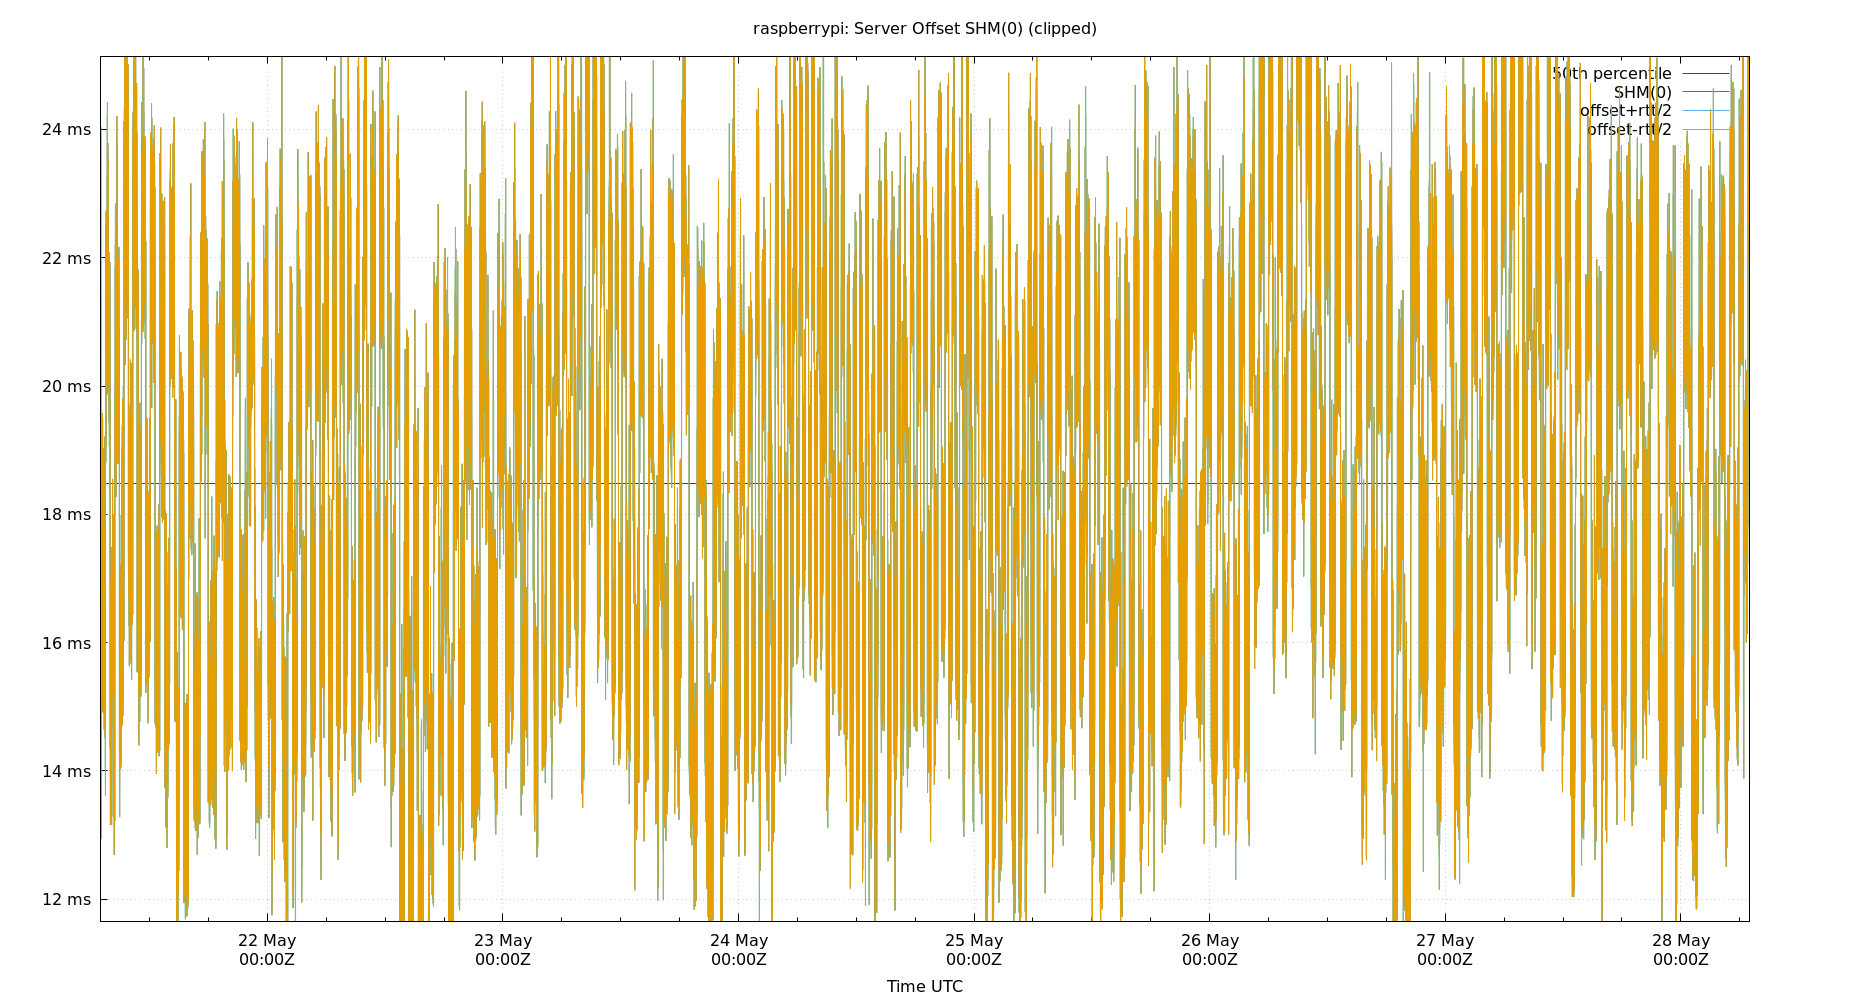 raspberrypi: Server Offset SHM(0) (clipped)
50th percentile
SHM(0)
offset+rtt/2
offset-rtt/2
24 ms
22 ms
20 ms
18 ms
16 ms
14 ms
12 ms
22 May 23 May 24 May 25 May 26 May 27 May 28 May
00:00Z 00:00Z 00:00Z 00:00Z 00:00Z 00:00Z 00:00Z
Time UTC